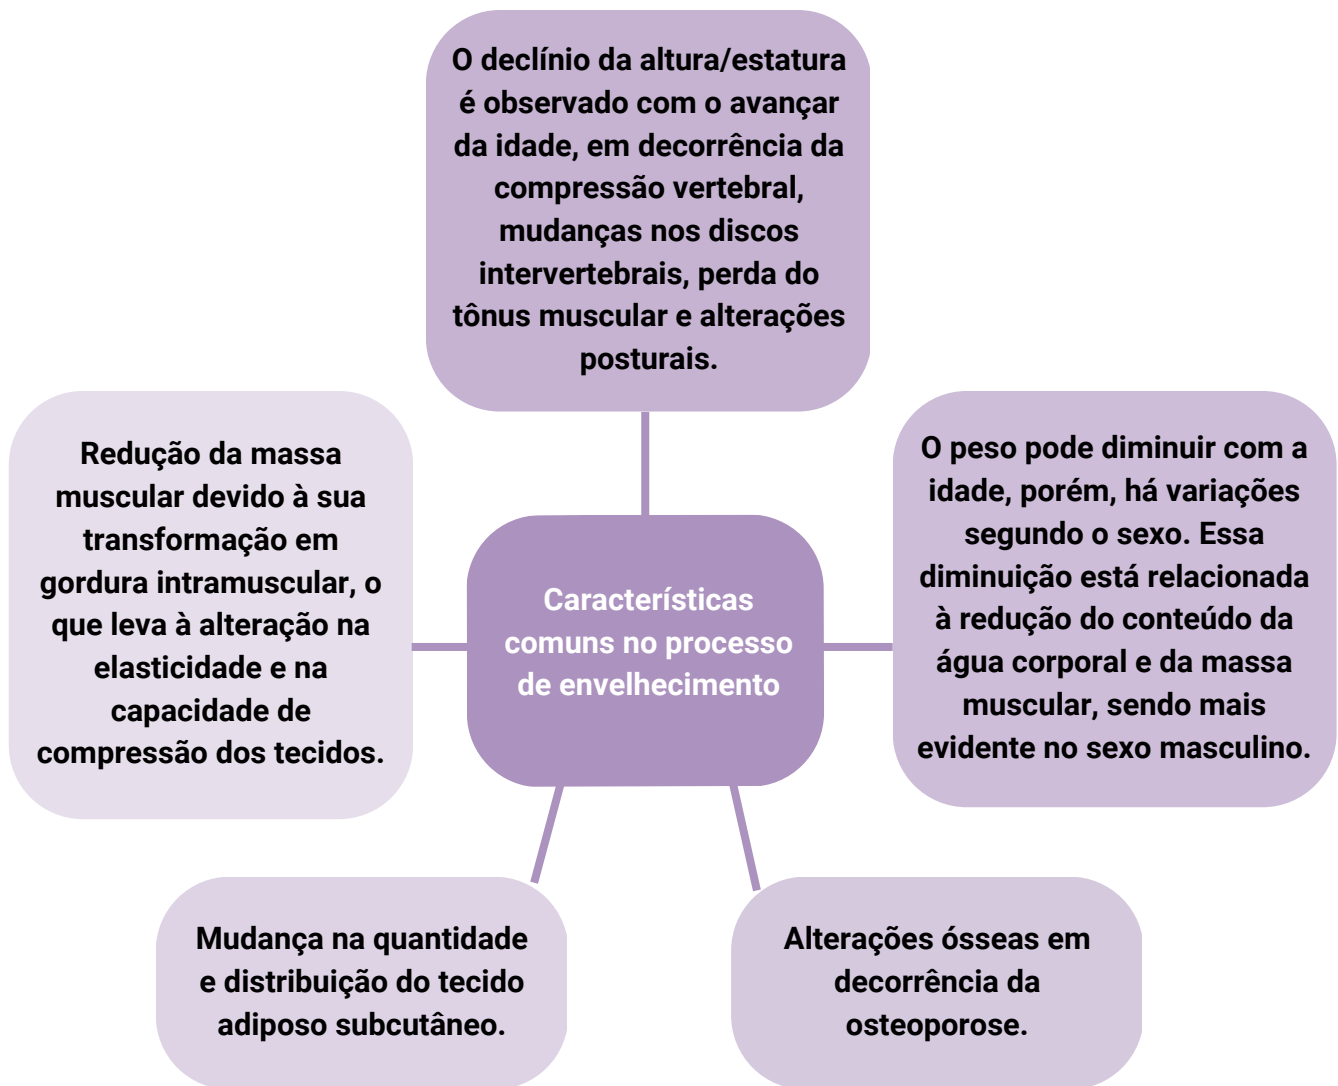 O declínio da altura/estatura
é observado com o avançar
da idade, em decorrência da
compressão vertebral,
mudanças nos discos
intervertebrais, perda do
tônus muscular e alterações
posturais.
Redução da massa
muscular devido à sua
transformação em
gordura intramuscular, o
que leva à alteração na
elasticidade e na
capacidade de
compressão dos tecidos.
Características
comuns no processo
de envelhecimento
O peso pode diminuir com a
idade, porém, há variações
segundo o sexo. Essa
diminuição está relacionada
à redução do conteúdo da
água corporal e da massa
muscular, sendo mais
evidente no sexo masculino.
Mudança na quantidade
e distribuição do tecido
adiposo subcutâneo.
Alterações ósseas em
decorrência da
osteoporose.